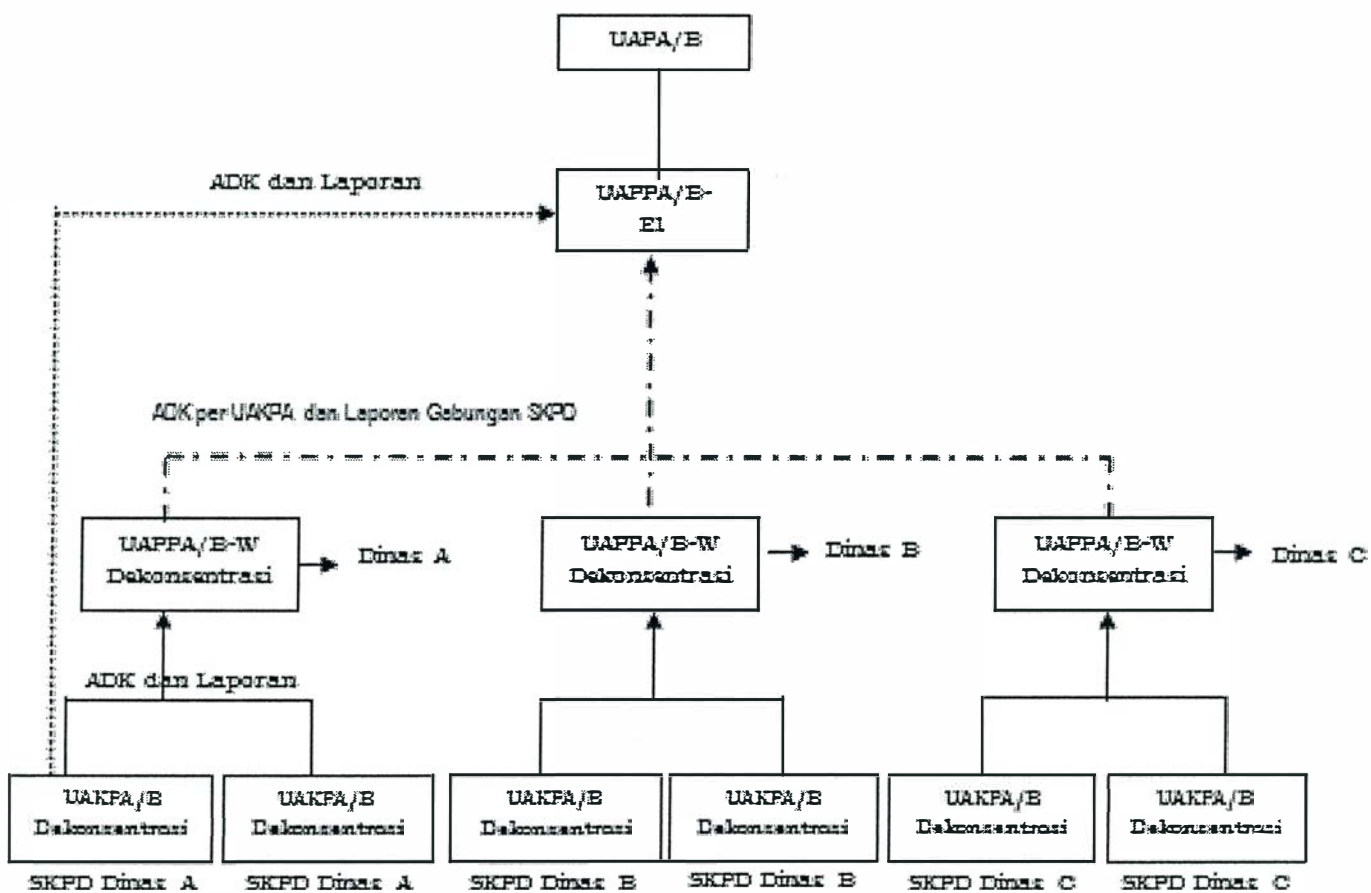 UAPA/B
ADK dan Laporan
UAPPA/B-
E1
ADK per UAKPA dan Laporan Gabungan SKPD
UAPPA/B-W
Dekonsentrasi
Dinas A
UAPPA/B-W
Dekonsentrasi
Dinas B
UAPPA/B-W
Dekonsentrasi
Dinas C
ADK dan Laporan
UAKPA/B
Dekonsentrasi
UAKPA/B
Dekonsentrasi
UAKPA/B
Dekonsentrasi
UAKPA/B
Dekonsentrasi
UAKPA/B
Dekonsentrasi
UAKPA/B
Dekonsentrasi
SKPD Dinas A
SKPD Dinas A
SKPD Dinas B
SKPD Dinas B
SKPD Dinas C
SKPD Dinas C